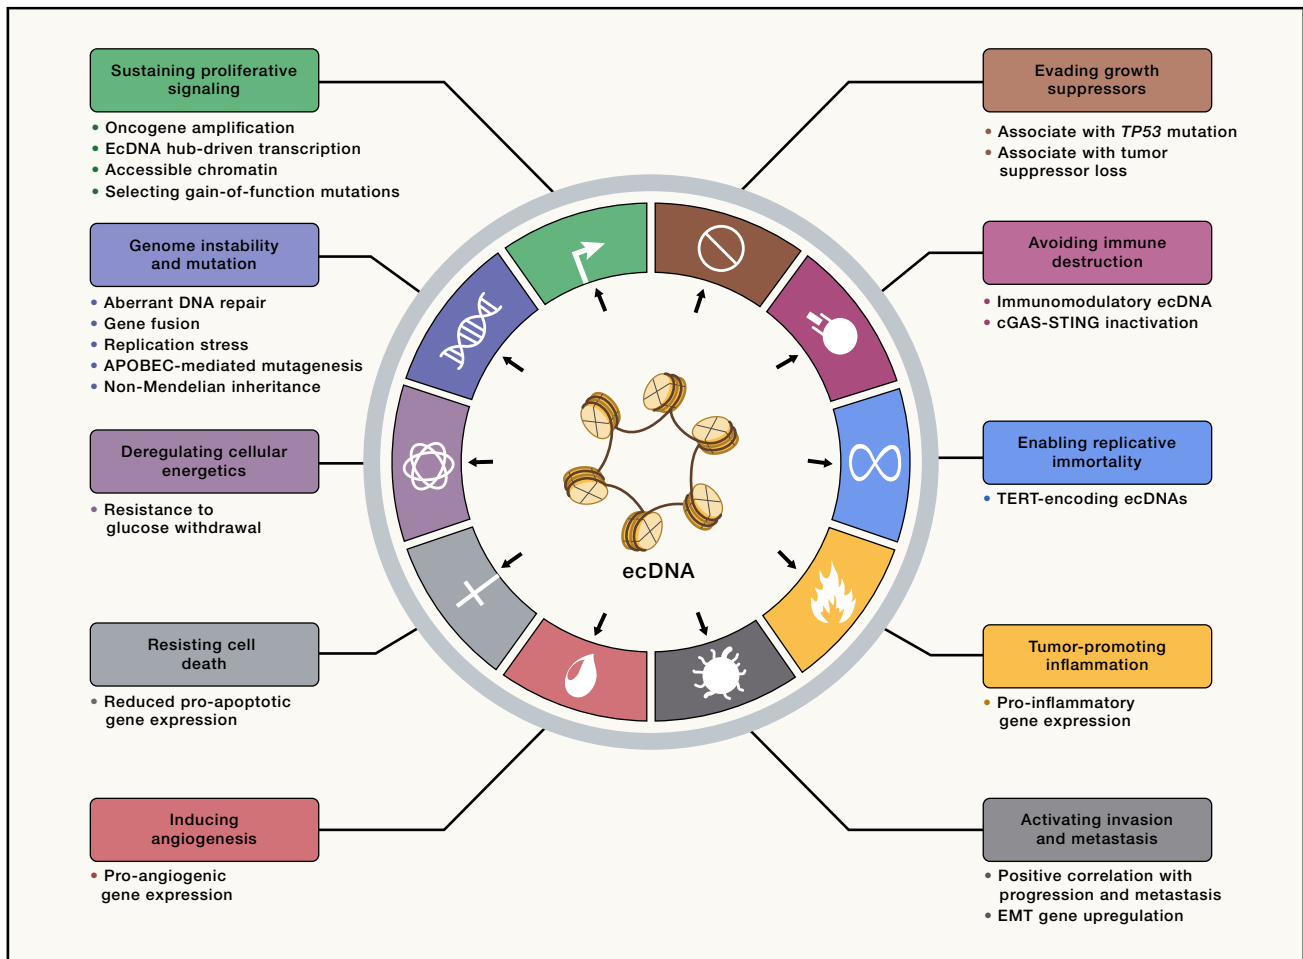 Sustaining proliferative
signaling
• Oncogene amplification
• EcDNA hub-driven transcription
• Accessible chromatin
• Selecting gain-of-function mutations
Genome instability
and mutation
• Aberrant DNA repair
• Gene fusion
• Replication stress
• APOBEC-mediated mutagenesis
• Non-Mendelian inheritance
Deregulating cellular
energetics
• Resistance to
glucose withdrawal
Resisting cell
death
• Reduced pro-apoptotic
gene expression
Inducing
angiogenesis
• Pro-angiogenic
gene expression
ecDNA
Evading growth
suppressors
• Associate with TP53 mutation
• Associate with tumor
suppressor loss
Avoiding immune
destruction
• Immunomodulatory ecDNA
• cGAS-STING inactivation
Enabling replicative
immortality
• TERT-encoding ecDNAs
Tumor-promoting
inflammation
• Pro-inflammatory
gene expression
Activating invasion
and metastasis
• Positive correlation with
progression and metastasis
• EMT gene upregulation